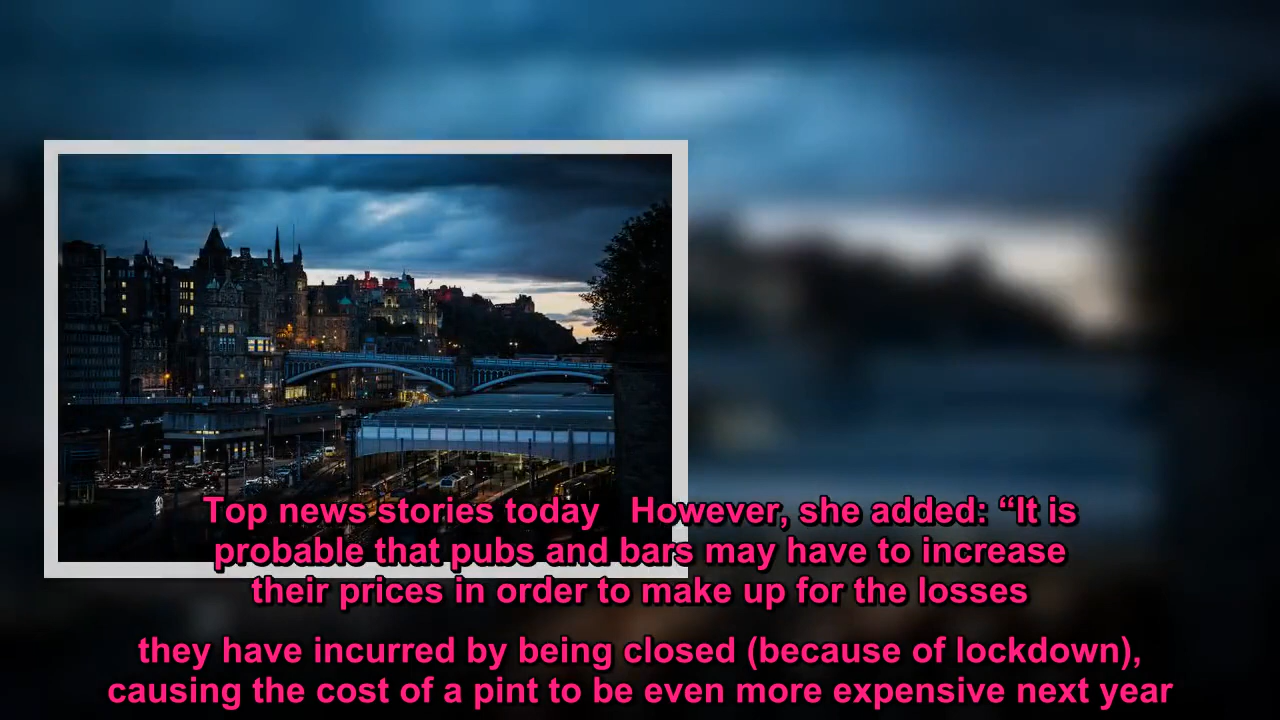 Top news stories today However, she added: “It is
probable that pubs and bars may have to increase
their prices in order to make up for the losses
they have incurred by being closed (because of lockdown),
causing the cost of a pint to be even more expensive next year